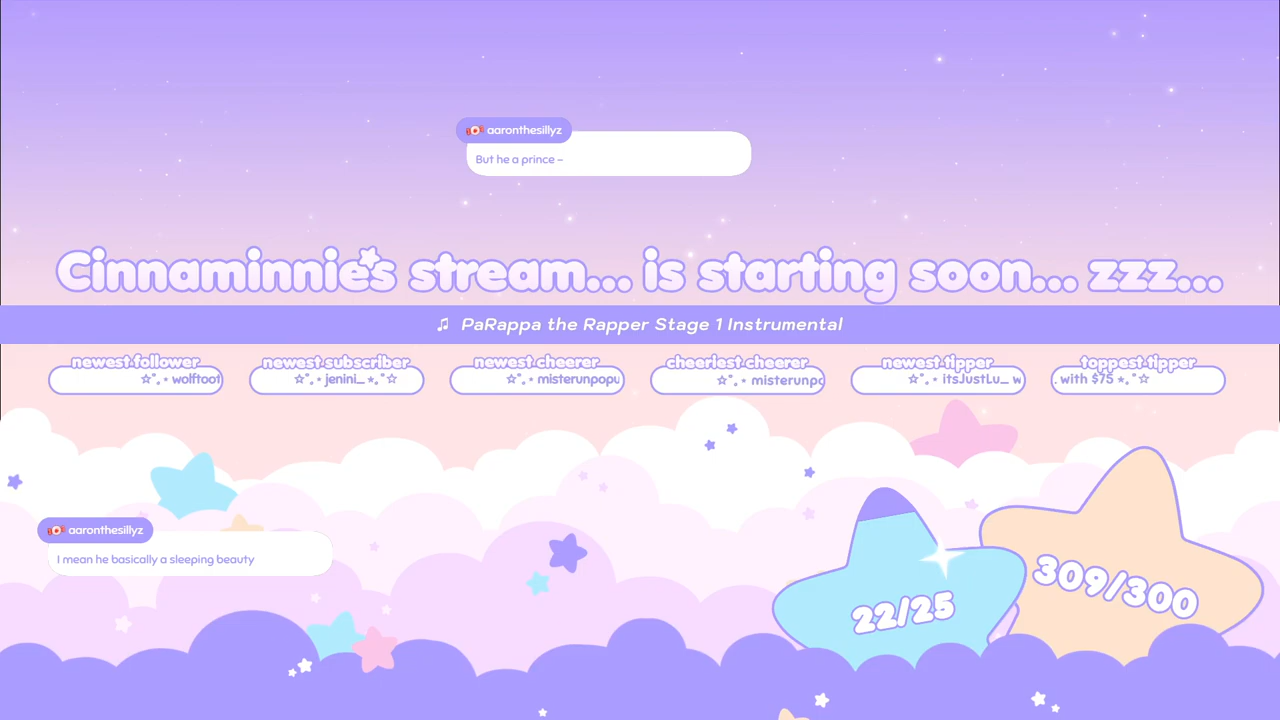 aaronthesillyz
But he a prince -
Cinnaminnie's stream... is starting soon... zzz...
♫ PaRappa the Rapper Stage 1 Instrumental
newest follower
newest subscriber
newest cheerer
cheeriest cheerer
newest tipper
toppest tipper
☆°｡⋆ wolftoot
☆°｡⋆ jenini_ ⋆｡°☆
☆°｡⋆ misterunpopu
☆°｡⋆ misterunpo
☆°｡⋆ itsJustLu_ w
. with $75 ⋆｡°☆
aaronthesillyz
I mean he basically a sleeping beauty
309/300
22/25